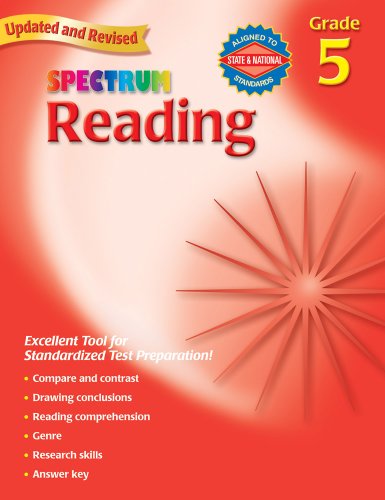 Updated and Revised
Grade
5
ALIGNED TO
STATE & NATIONAL
STANDARDS
SPECTRUM
Reading
Excellent Tool for
Standardized Test Preparation!
• Compare and contrast
• Drawing conclusions
• Reading comprehension
• Genre
• Research skills
• Answer key